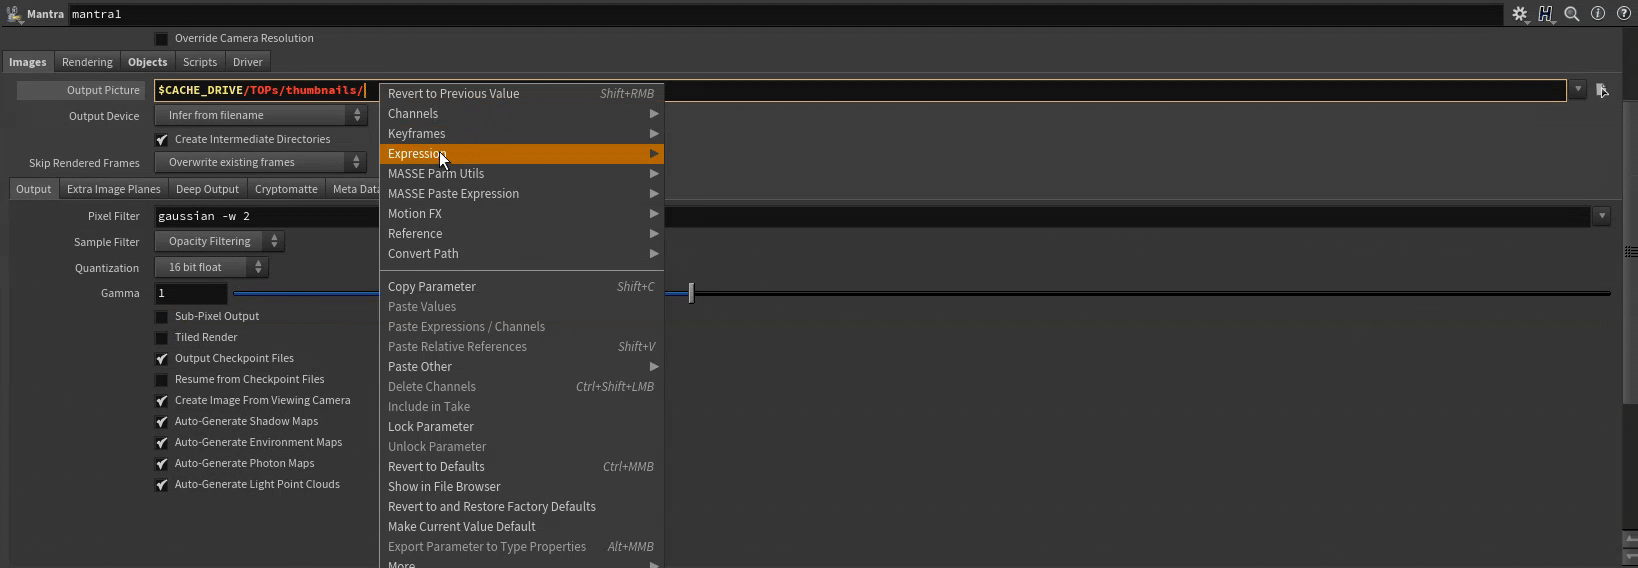 Mantra mantra1
Override Camera Resolution
Images Rendering Objects Scripts Driver
Output Picture $CACHE_DRIVE/TOPs/thumbnails/
Output Device Infer from filename
Create Intermediate Directories
Skip Rendered Frames Overwrite existing frames
Output Extra Image Planes Deep Output Cryptomatte Meta Data
Pixel Filter gaussian -w 2
Sample Filter Opacity Filtering
Quantization 16 bit float
Gamma 1
Sub-Pixel Output
Tiled Render
Output Checkpoint Files
Resume from Checkpoint Files
Create Image From Viewing Camera
Auto-Generate Shadow Maps
Auto-Generate Environment Maps
Auto-Generate Photon Maps
Auto-Generate Light Point Clouds
Revert to Previous Value Shift+RMB
Channels
Keyframes
Expression
MASSE Parm Utils
MASSE Paste Expression
Motion FX
Reference
Convert Path
Copy Parameter Shift+C
Paste Values
Paste Expressions / Channels
Paste Relative References Shift+V
Paste Other
Delete Channels Ctrl+Shift+LMB
Include in Take
Lock Parameter
Unlock Parameter
Revert to Defaults Ctrl+MMB
Show in File Browser
Revert to and Restore Factory Defaults
Make Current Value Default
Export Parameter to Type Properties Alt+MMB
More